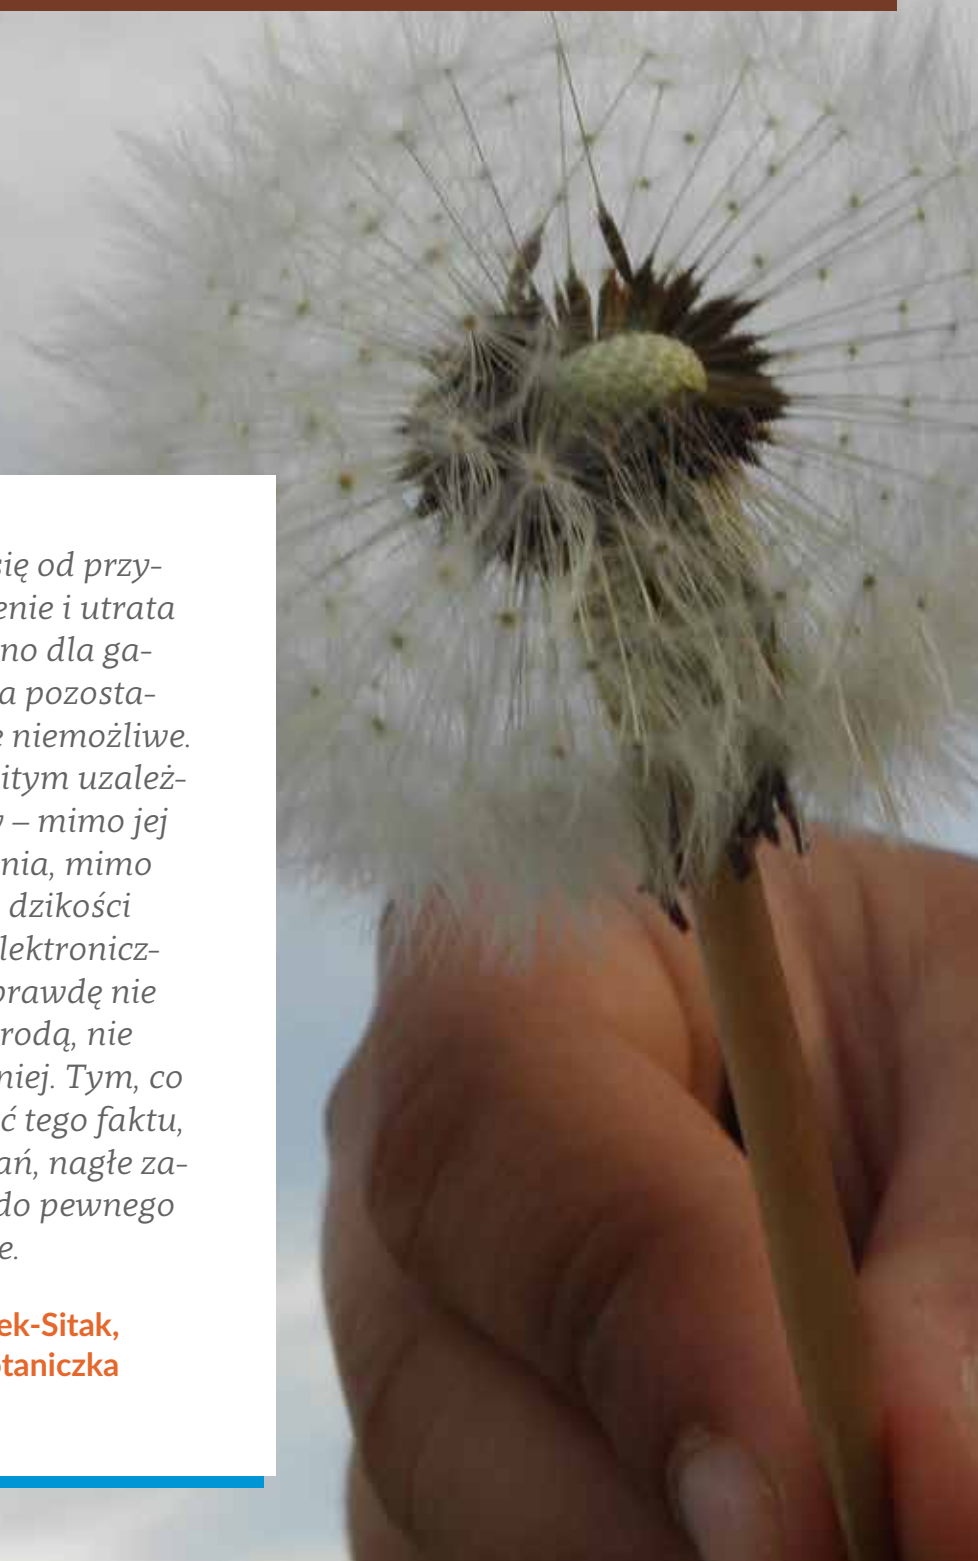 się od przy-
enie i utrata
no dla ga-
a pozosta-
e niemożliwe.
itym uzależ-
– mimo jej
nia, mimo
dzikości
lektronicz-
prawdę nie
rodą, nie
niej. Tym, co
ć tego faktu,
ań, nagłe za-
do pewnego
e.
ek-Sitak,
otaniczka